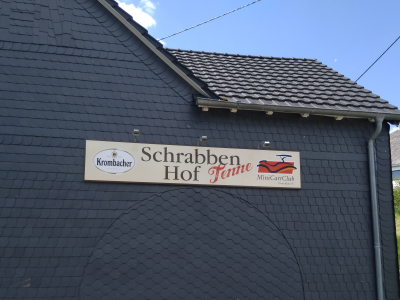 Krombacher
Schrabben
Hof Tenne
MiniCarClub